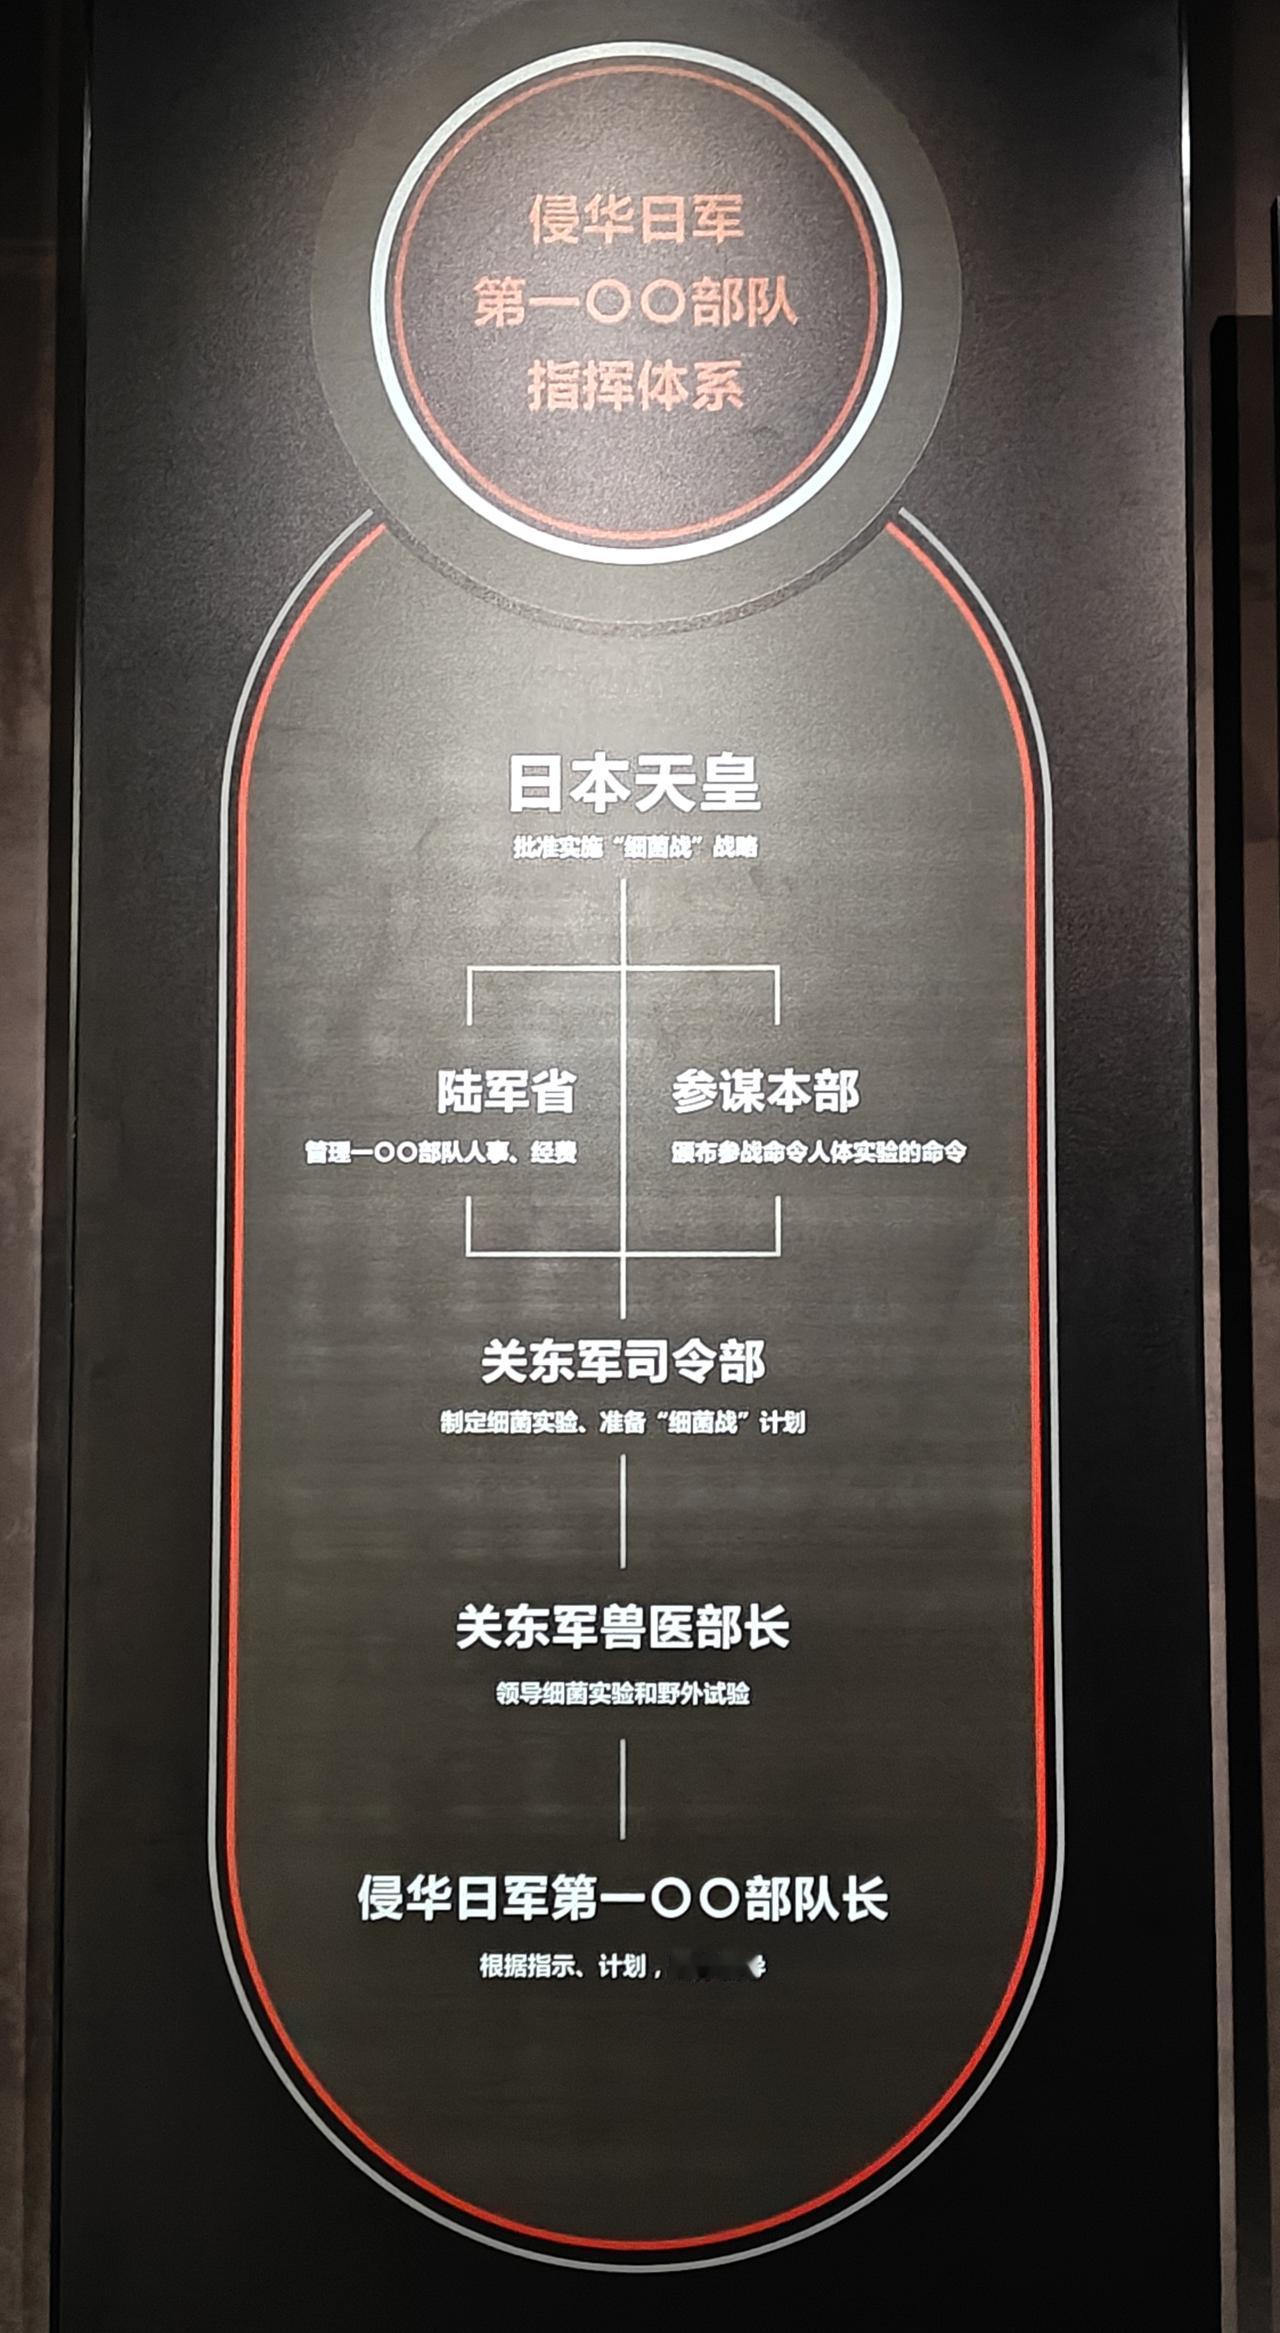 侵华日军
第一〇〇部队
指挥体系
日本天皇
批准实施“细菌战”战略
陆军省
管理一〇〇部队人事、经费
参谋本部
颁布参战命令人体实验的命令
关东军司令部
制定细菌实验、准备“细菌战”计划
关东军兽医部长
领导细菌实验和野外试验
侵华日军第一〇〇部队长
根据指示、计划，